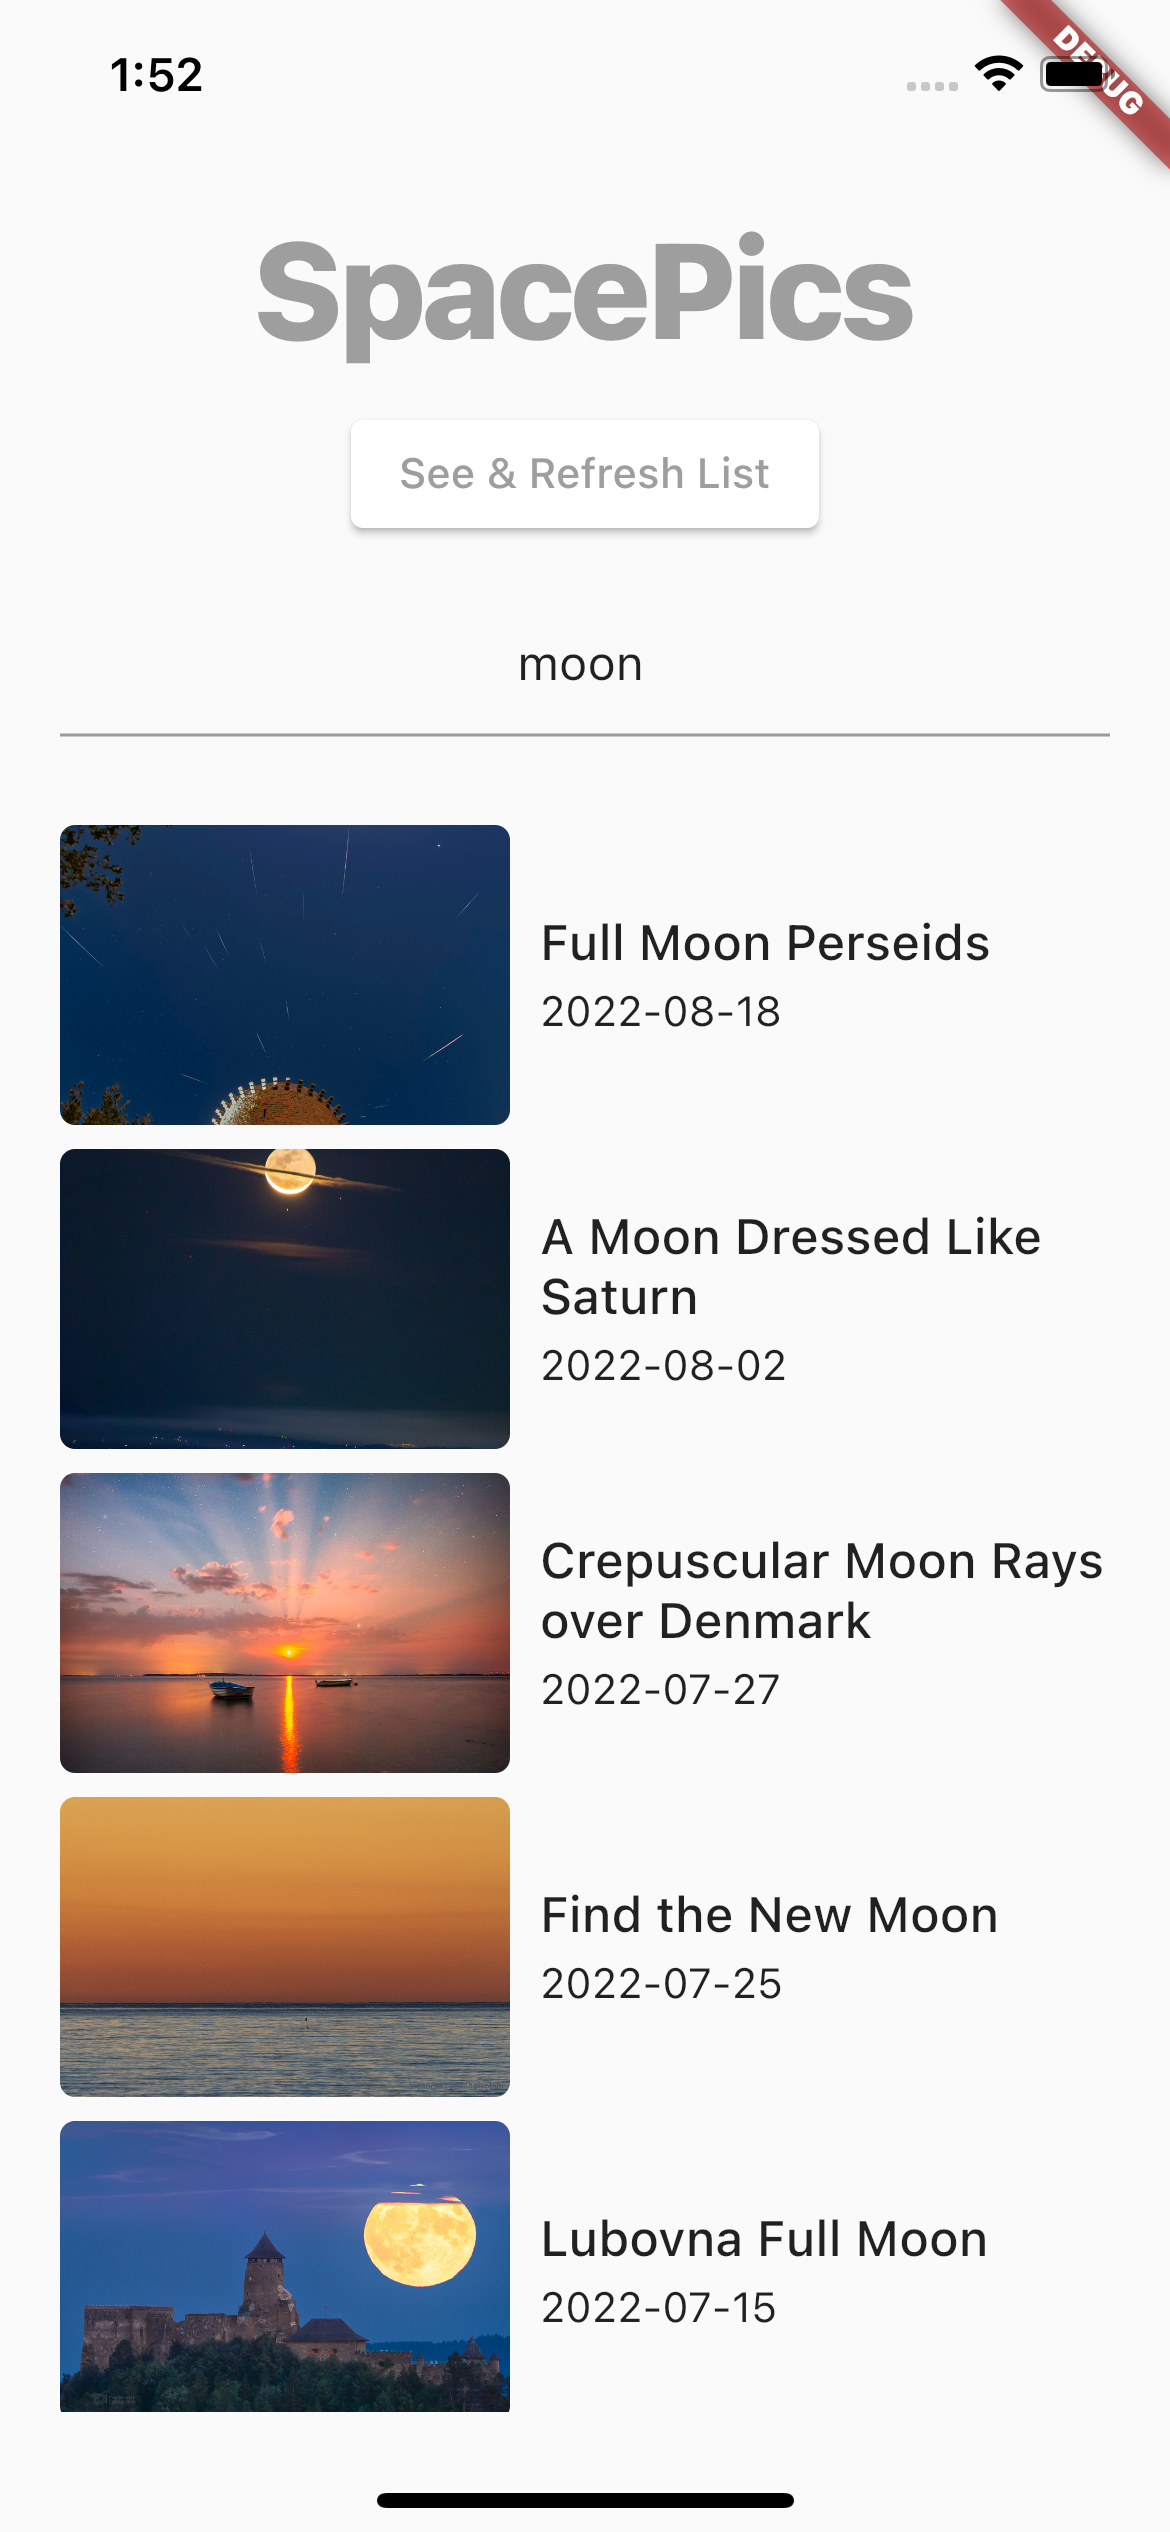 1:52
DEBUG
SpacePics
See & Refresh List
moon
Full Moon Perseids
2022-08-18
A Moon Dressed Like
Saturn
2022-08-02
Crepuscular Moon Rays
over Denmark
2022-07-27
Find the New Moon
2022-07-25
Lubovna Full Moon
2022-07-15